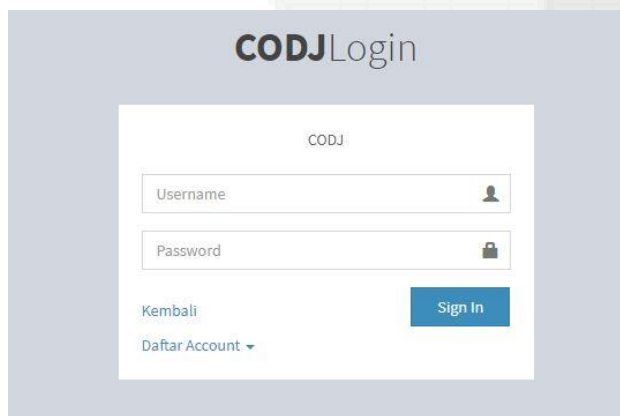 CODJLogin
CODJ
Username
Password
Kembali
Sign In
Daftar Account